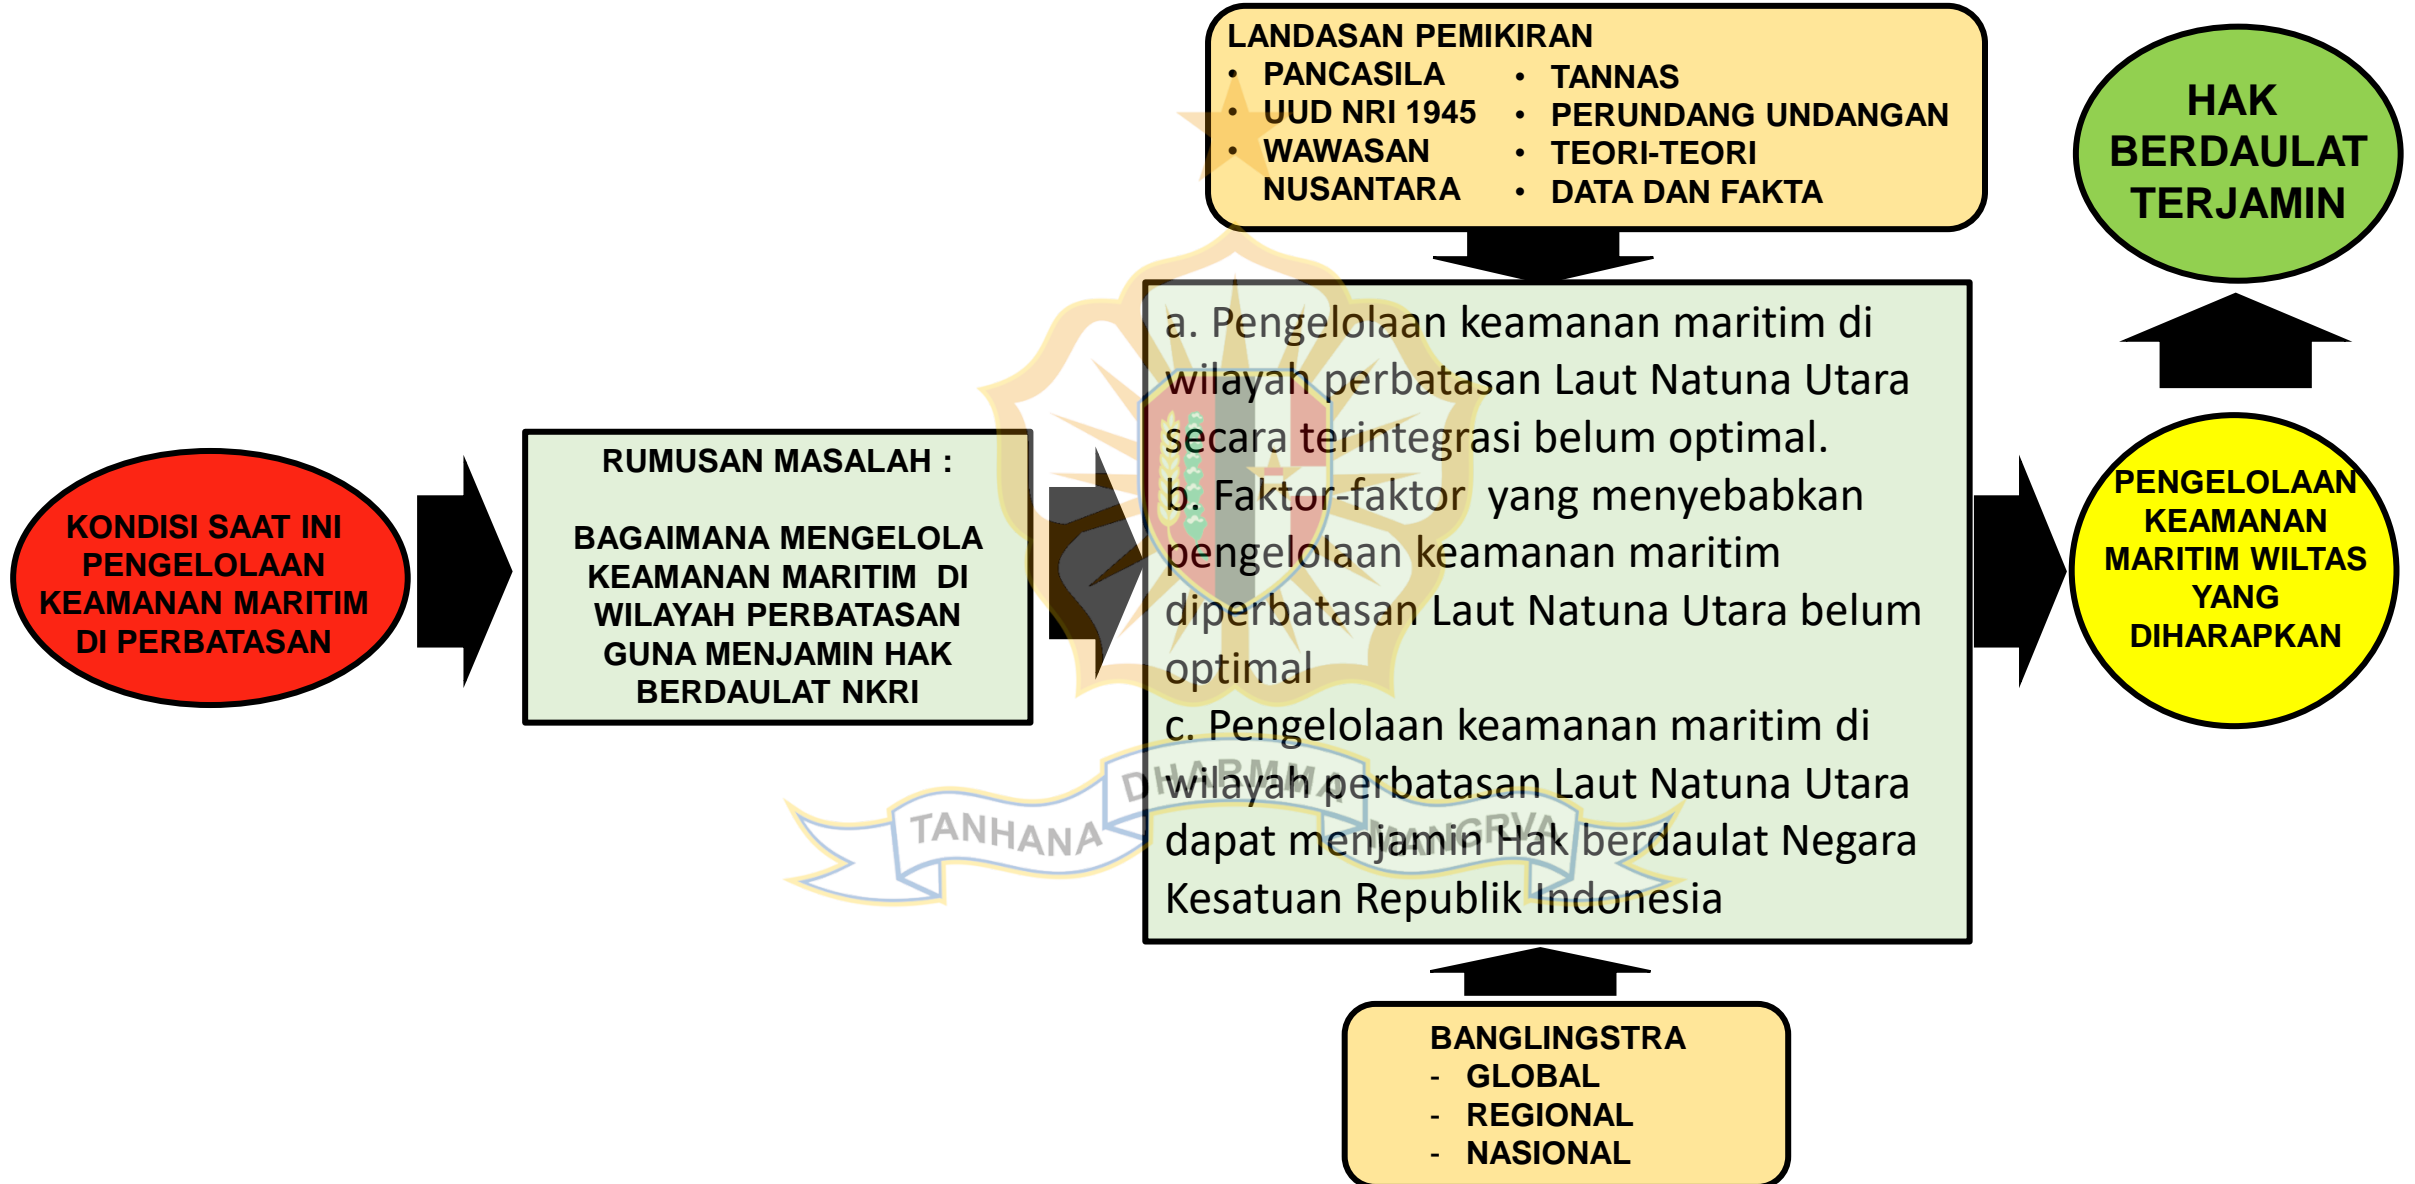 LANDASAN PEMIKIRAN
• PANCASILA
• UUD NRI 1945
• WAWASAN
NUSANTARA
• TANNAS
• PERUNDANG UNDANGAN
• TEORI-TEORI
• DATA DAN FAKTA
HAK
BERDAULAT
TERJAMIN
KONDISI SAAT INI
PENGELOLAAN
KEAMANAN MARITIM
DI PERBATASAN
RUMUSAN MASALAH :
BAGAIMANA MENGELOLA
KEAMANAN MARITIM DI
WILAYAH PERBATASAN
GUNA MENJAMIN HAK
BERDAULAT NKRI
a. Pengelolaan keamanan maritim di
wilayah perbatasan Laut Natuna Utara
secara terintegrasi belum optimal.
b. Faktor-faktor yang menyebabkan
pengelolaan keamanan maritim
diperbatasan Laut Natuna Utara belum
optimal
c. Pengelolaan keamanan maritim di
wilayah perbatasan Laut Natuna Utara
dapat menjamin Hak berdaulat Negara
Kesatuan Republik Indonesia
PENGELOLAAN
KEAMANAN
MARITIM WILTAS
YANG
DIHARAPKAN
TANHANA DHARMMA MANGRVA
BANGLINGSTRA
- GLOBAL
- REGIONAL
- NASIONAL